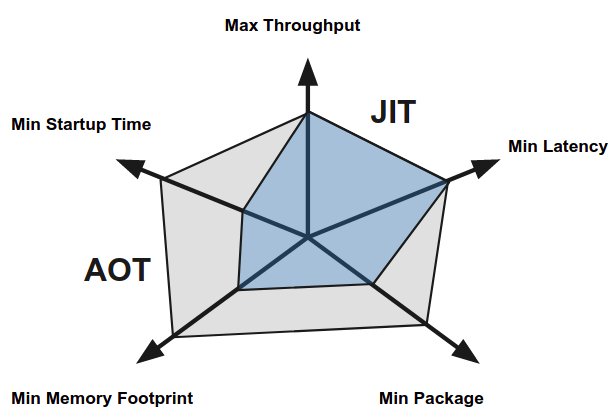 Max Throughput
JIT
Min Startup Time
Min Latency
AOT
Min Memory Footprint
Min Package